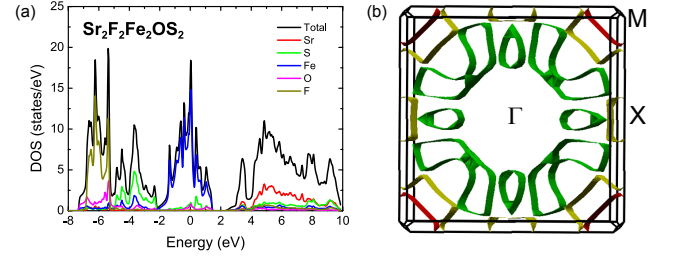 (a)
Sr₂F₂Fe₂OS₂
Total
Sr
S
Fe
O
F
DOS (states/eV)
25
20
15
10
5
0
-8 -6 -4 -2 0 2 4 6 8 10
Energy (eV)
(b)
M
Γ
X